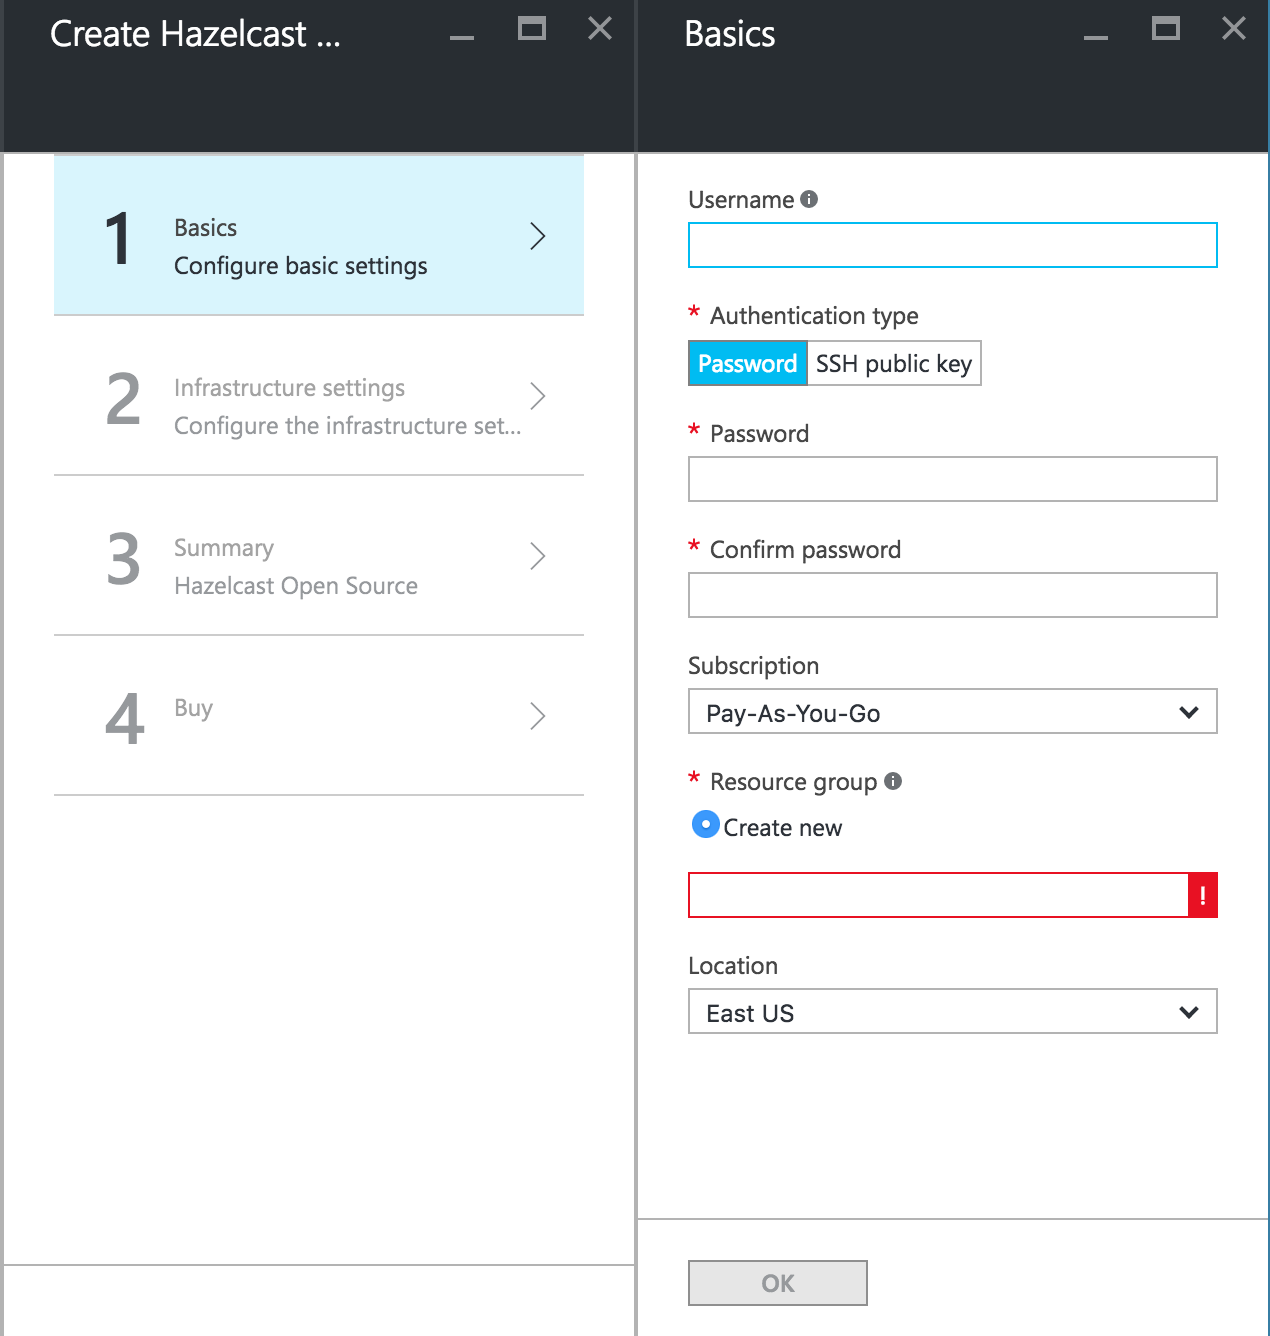 Create Hazelcast ...
1
Basics
Configure basic settings
2
Infrastructure settings
Configure the infrastructure set...
3
Summary
Hazelcast Open Source
4
Buy
Basics
Username
* Authentication type
Password SSH public key
* Password
* Confirm password
Subscription
Pay-As-You-Go
* Resource group
Create new
!
Location
East US
OK